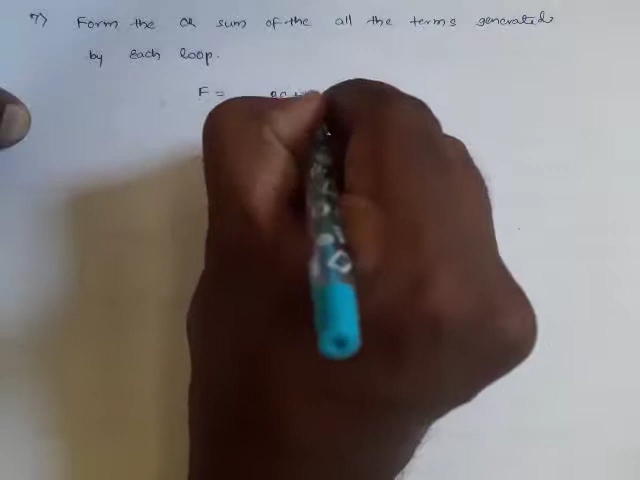 7) Form the OR sum of the all the terms generated
by each loop.
F =